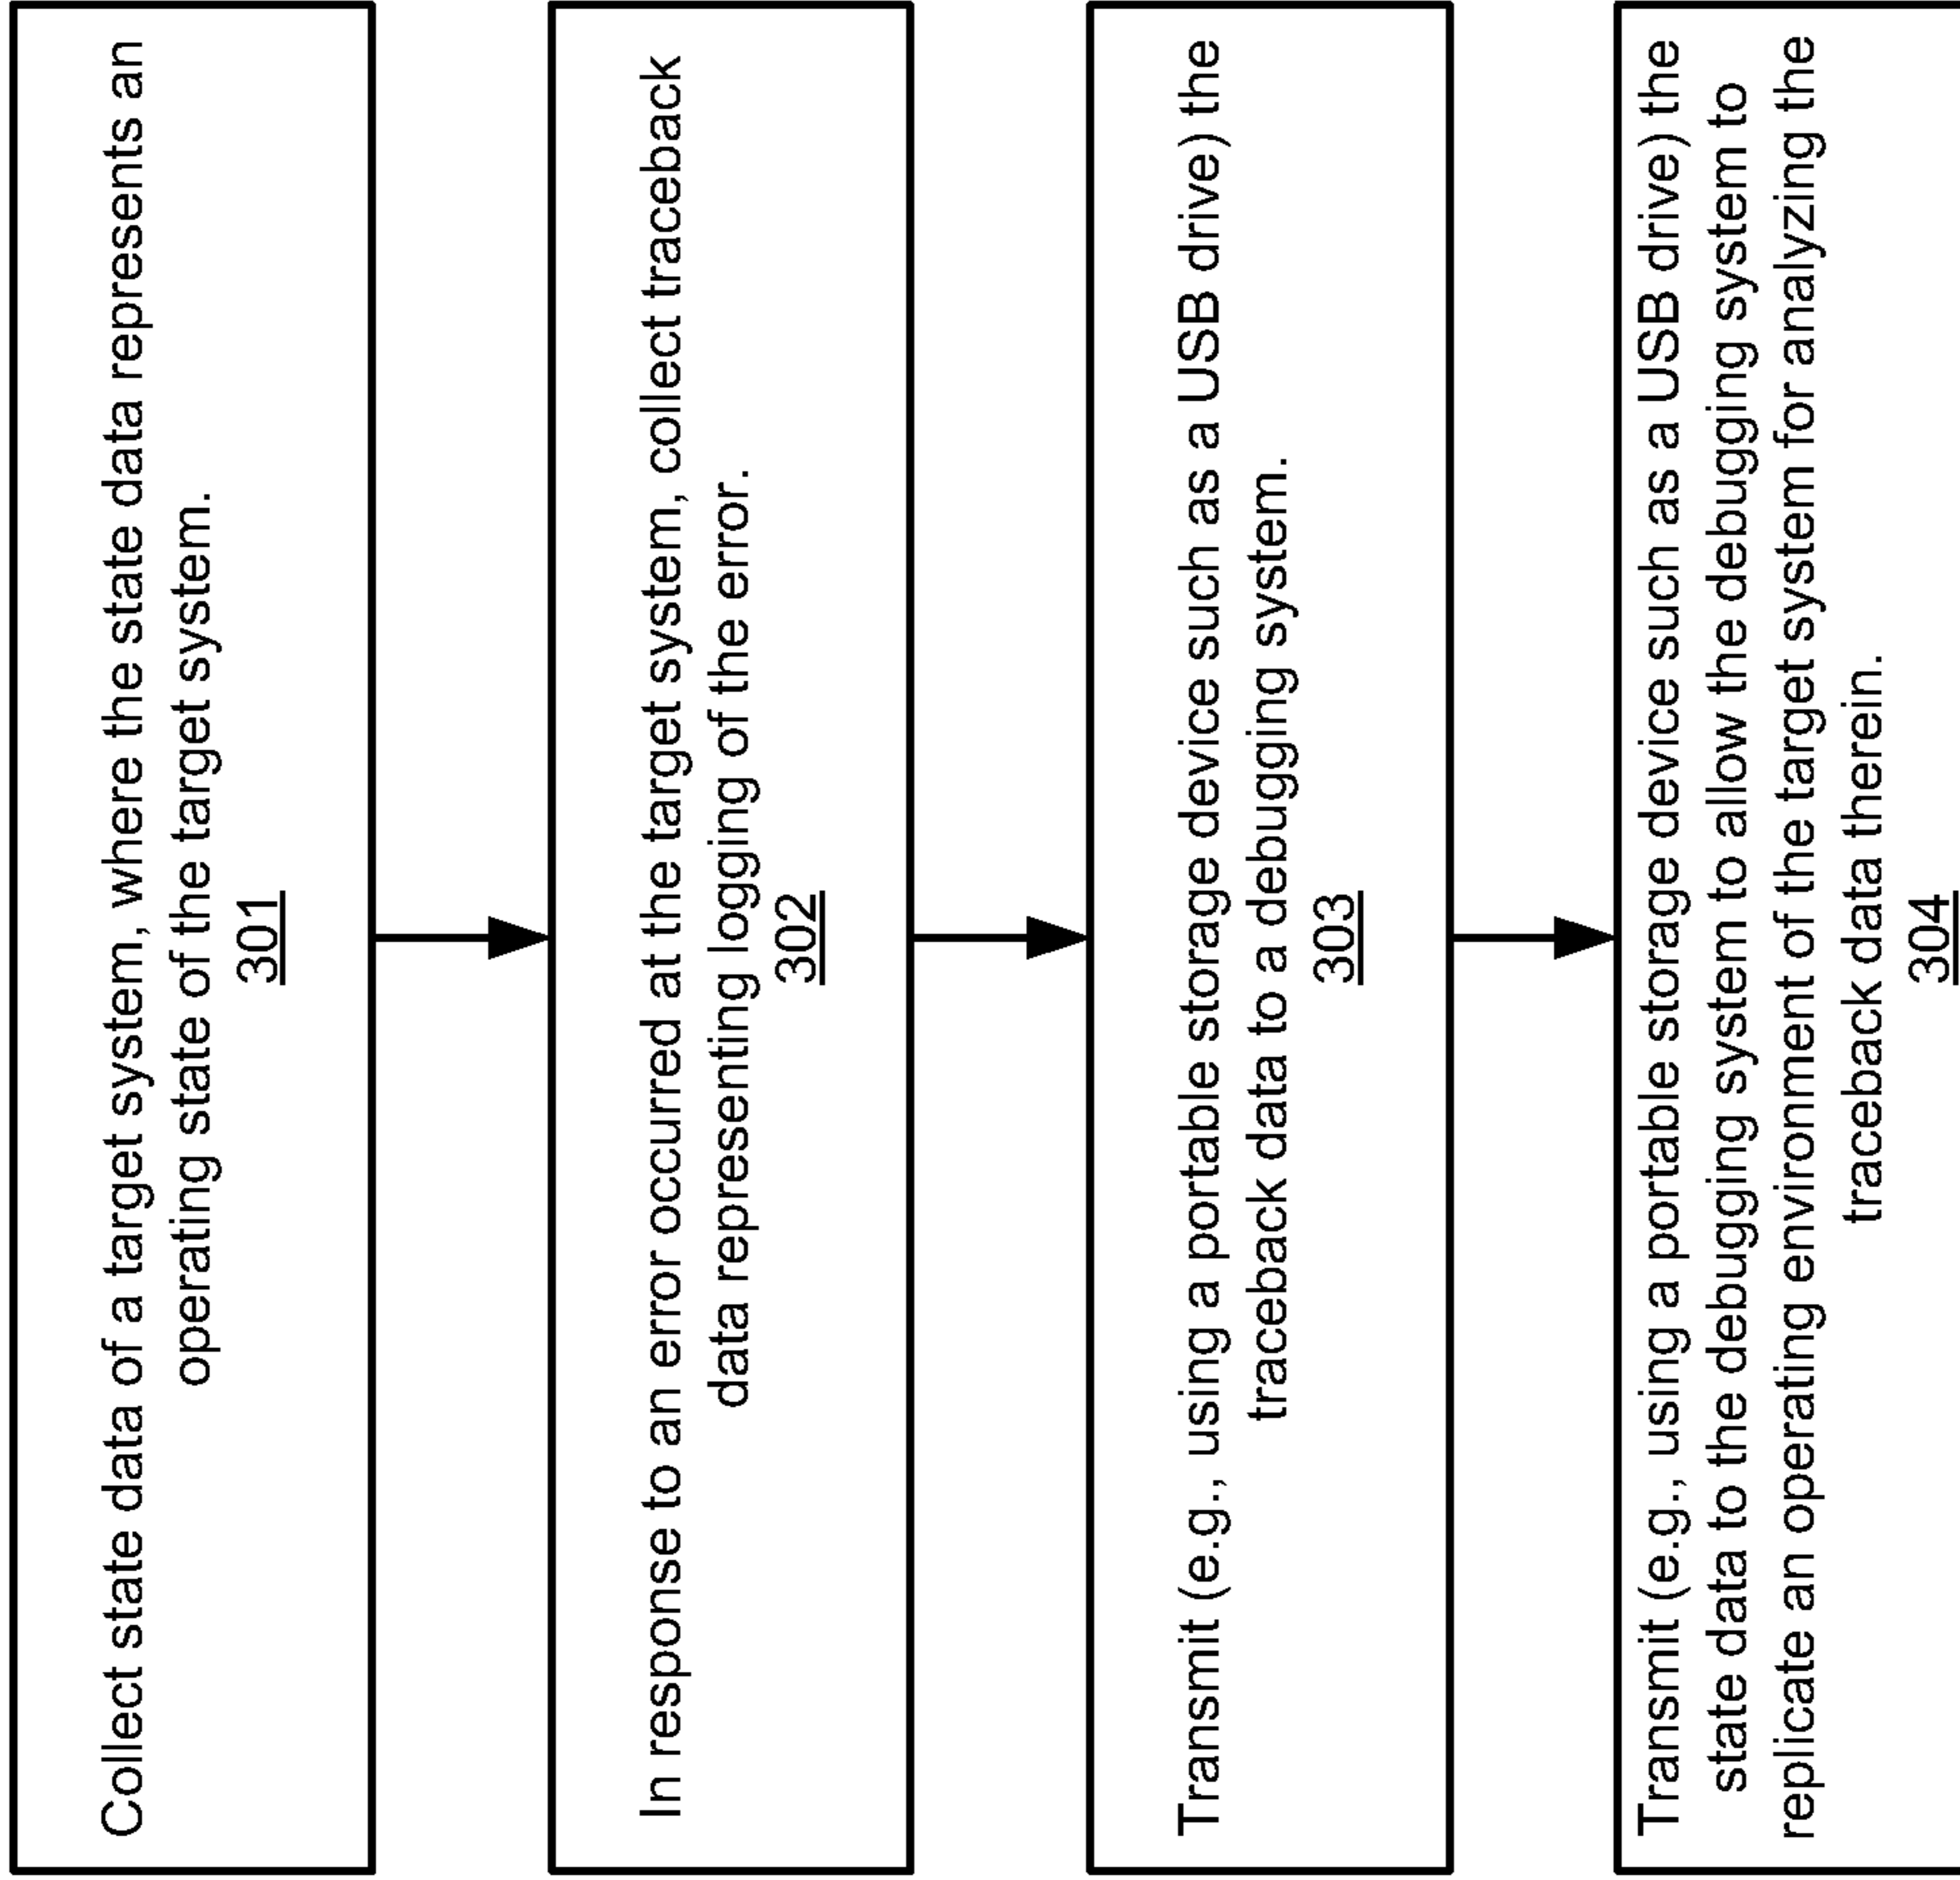 Collect state data of a target system, where the state data represents an
operating state of the target system.
301
In response to an error occurred at the target system, collect traceback
data representing logging of the error.
302
Transmit (e.g., using a portable storage device such as a USB drive) the
traceback data to a debugging system.
303
Transmit (e.g., using a portable storage device such as a USB drive) the
state data to the debugging system to allow the debugging system to
replicate an operating environment of the target system for analyzing the
traceback data therein.
304